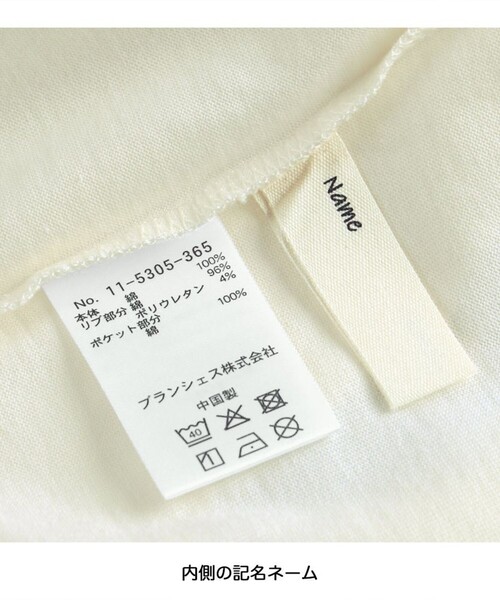 Name
No. 11-5305-365
本体 綿 100%
リブ部分 綿 96%
ポリウレタン 4%
ポケット部分
綿 100%
ブランシェス株式会社
中国製
40
内側の記名ネーム